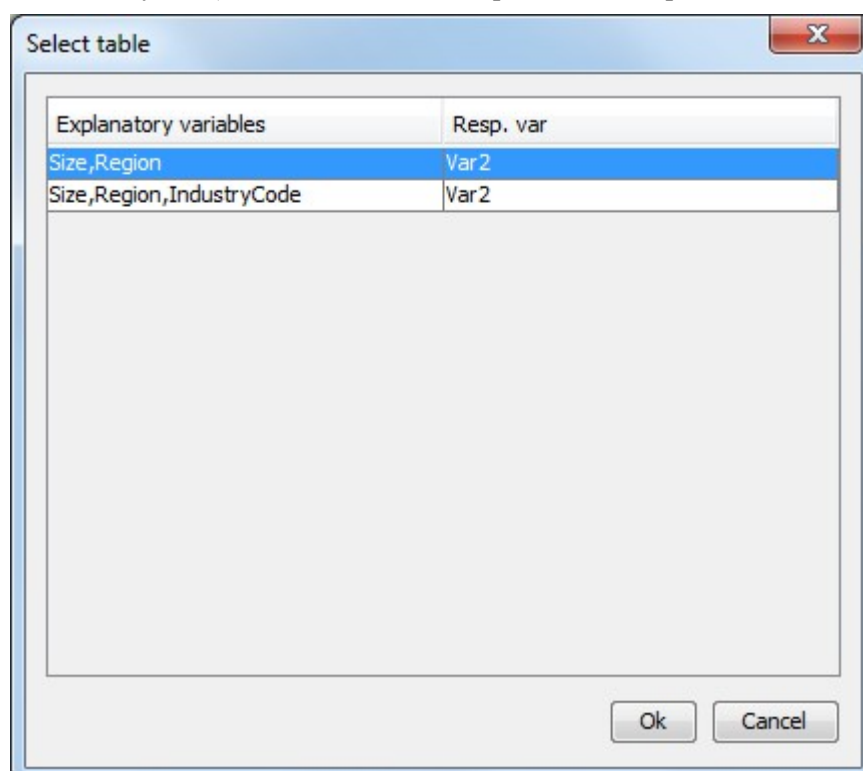 Select table
Explanatory variables Resp. var
Size,Region Var2
Size,Region,IndustryCode Var2
Ok Cancel